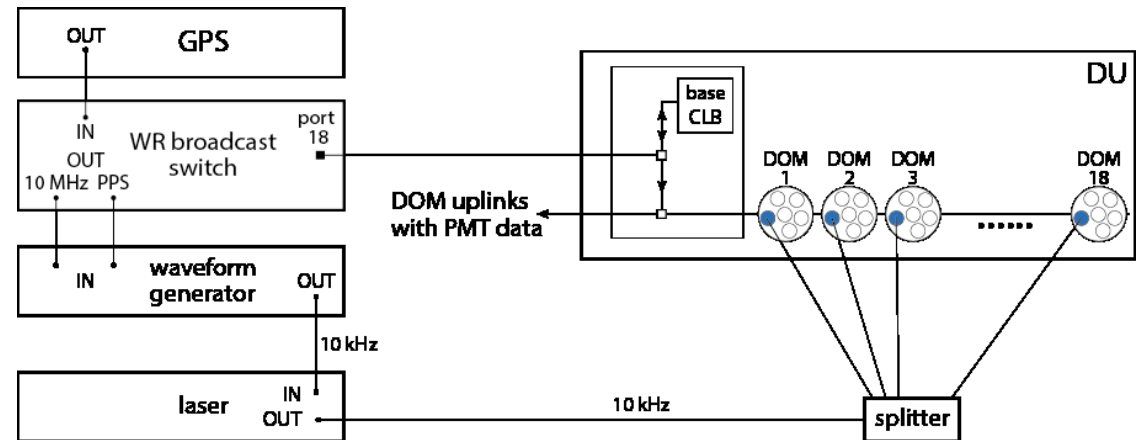 OUT
GPS
IN
OUT
10 MHz PPS
WR broadcast
switch
port
18
IN
waveform
generator
OUT
10 kHz
laser
IN
OUT
10 kHz
splitter
DOM uplinks
with PMT data
DU
base
CLB
DOM
1
DOM
2
DOM
3
......
DOM
18